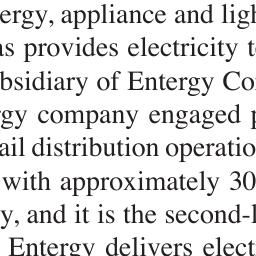 ergy, appliance and ligh
as provides electricity t
bsidiary of Entergy Co
rgy company engaged p
ail distribution operatio
with approximately 30
y, and it is the second-l
Entergy delivers elect